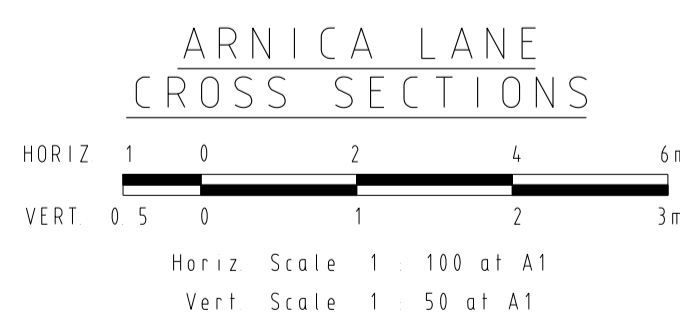 ARNICA LANE
CROSS SECTIONS
HORIZ 1 0 2 4 6m
VERT. 0.5 0 1 2 3m
Horiz. Scale 1 : 100 at A1
Vert. Scale 1 : 50 at A1